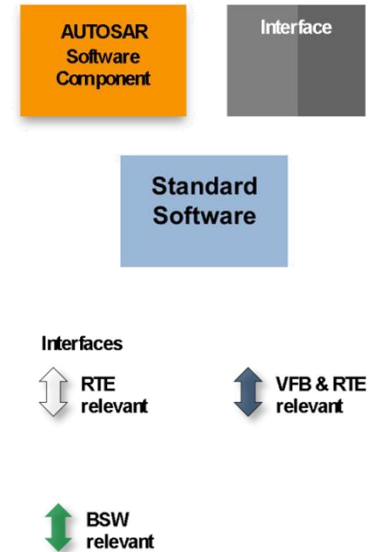 AUTOSAR
Software
Component
Interface
Standard
Software
Interfaces
RTE
relevant
VFB & RTE
relevant
BSW
relevant